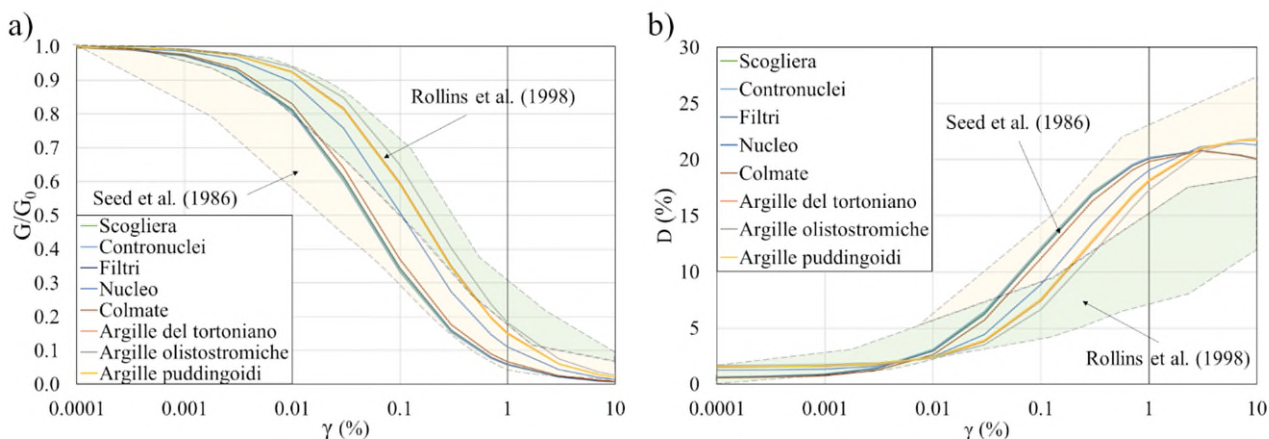 a)
1.0
0.9
0.8
0.7
0.6
0.5
0.4
0.3
0.2
0.1
0.0
G/G0
Rollins et al. (1998)
Seed et al.
(1986)
Scogliera
Contronuclei
Filtri
Nucleo
Colmate
Argille del tortoniano
Argille olistostromiche
Argille puddingoidi
0.0001 0.001 0.01 0.1 1 10
γ (%)
b)
30
25
20
15
10
5
0
D (%)
Scogliera
Contronuclei
Filtri
Nucleo
Colmate
Argille del tortoniano
Argille olistostromiche
Argille puddingoidi
Seed et al.
(1986)
Rollins et al. (1998)
0.0001 0.001 0.01 0.1 1 10
γ (%)